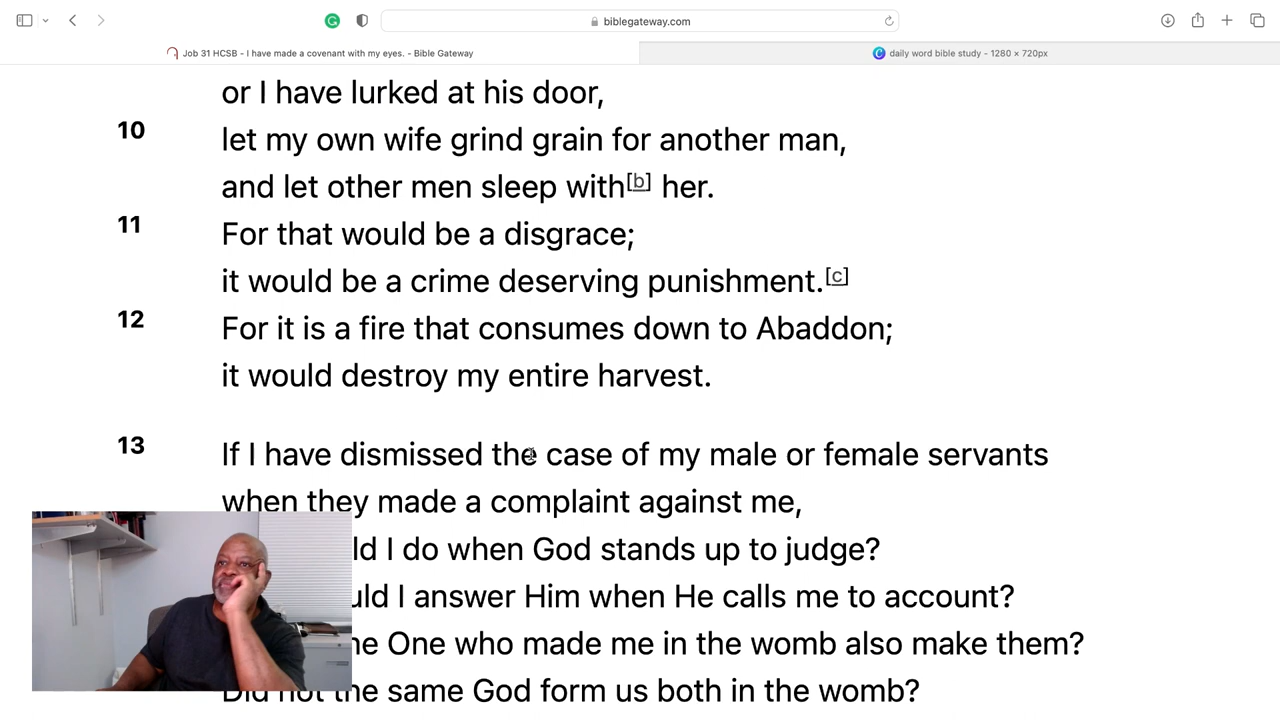 biblegateway.com
Job 31 HCSB - I have made a covenant with my eyes. - Bible Gateway
daily word bible study - 1280 × 720px
or I have lurked at his door,
10 let my own wife grind grain for another man,
and let other men sleep with[b] her.
11 For that would be a disgrace;
it would be a crime deserving punishment.[c]
12 For it is a fire that consumes down to Abaddon;
it would destroy my entire harvest.
13 If I have dismissed the case of my male or female servants
when they made a complaint against me,
I do when God stands up to judge?
I answer Him when He calls me to account?
One who made me in the womb also make them?
Did not the same God form us both in the womb?